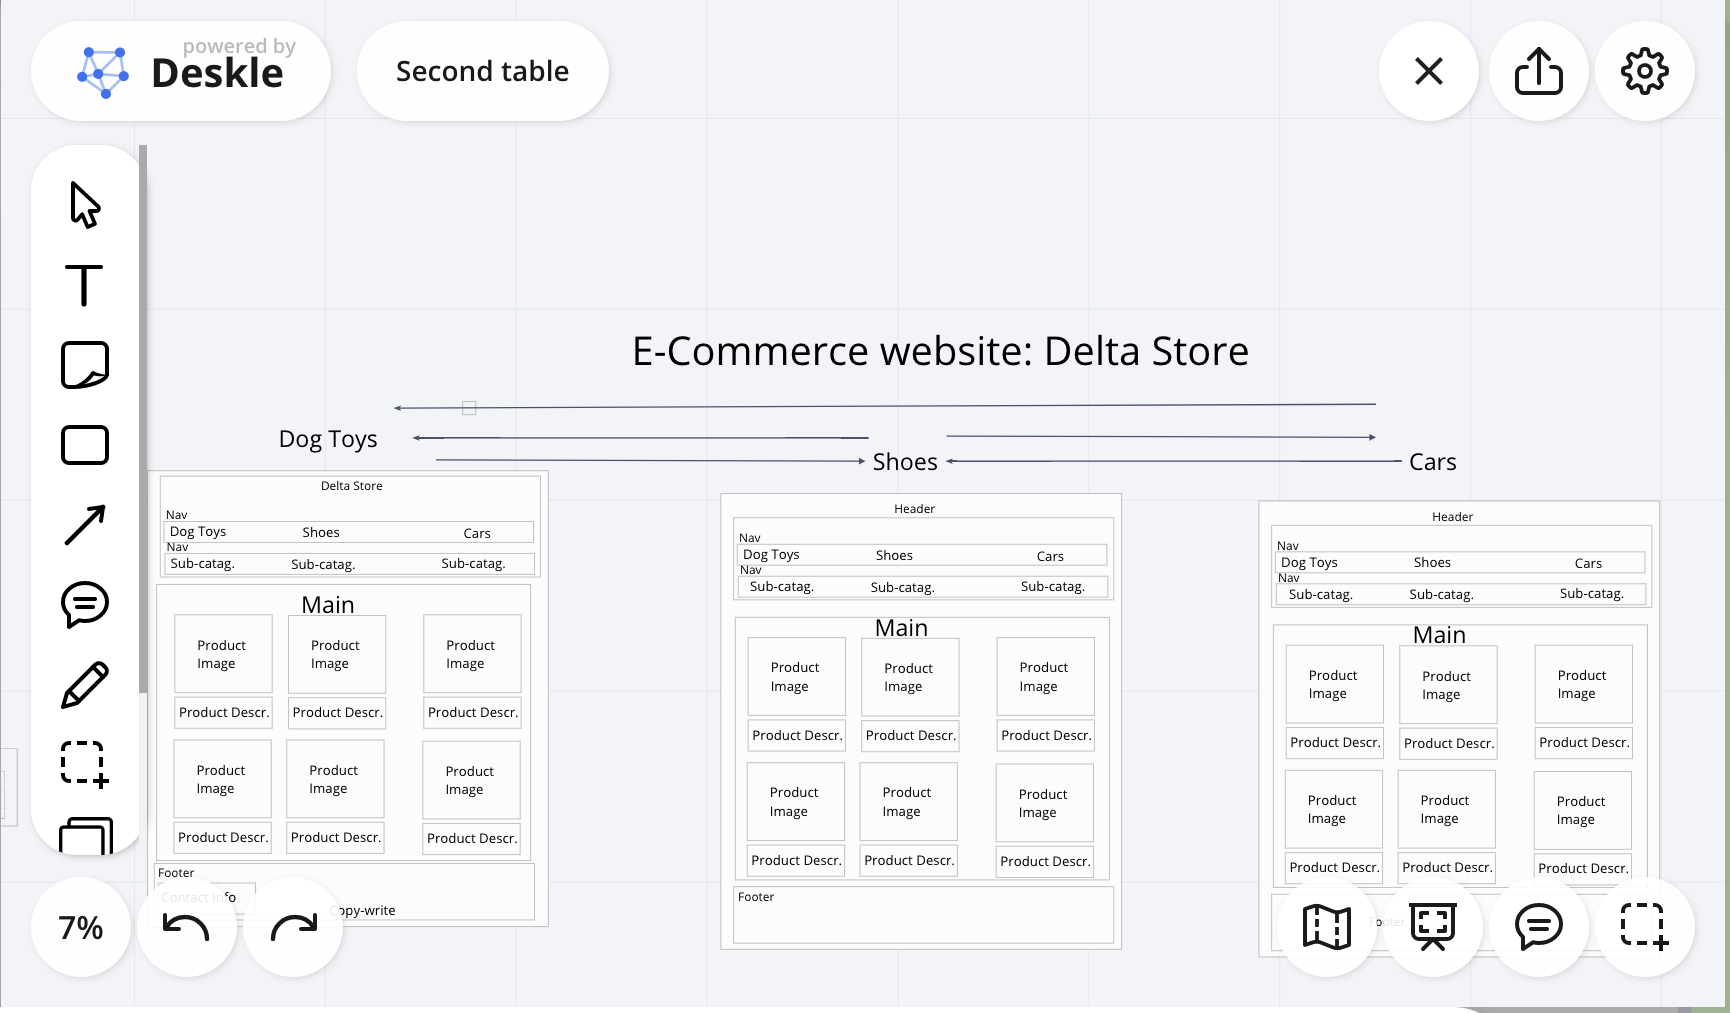 powered by
Deskle
Second table
E-Commerce website: Delta Store
Dog Toys
Shoes
Cars
Delta Store
Nav
Dog Toys Shoes Cars
Nav
Sub-catag. Sub-catag. Sub-catag.
Main
Product Image
Product Image
Product Image
Product Descr. Product Descr. Product Descr.
Product Image
Product Image
Product Image
Product Descr. Product Descr. Product Descr.
Footer
Contact Info
Copy-write
Header
Nav
Dog Toys Shoes Cars
Nav
Sub-catag. Sub-catag. Sub-catag.
Main
Product Image
Product Image
Product Image
Product Descr. Product Descr. Product Descr.
Product Image
Product Image
Product Image
Product Descr. Product Descr. Product Descr.
Footer
Header
Nav
Dog Toys Shoes Cars
Nav
Sub-catag. Sub-catag. Sub-catag.
Main
Product Image
Product Image
Product Image
Product Descr. Product Descr. Product Descr.
Product Image
Product Image
Product Image
Product Descr. Product Descr. Product Descr.
Footer
7%